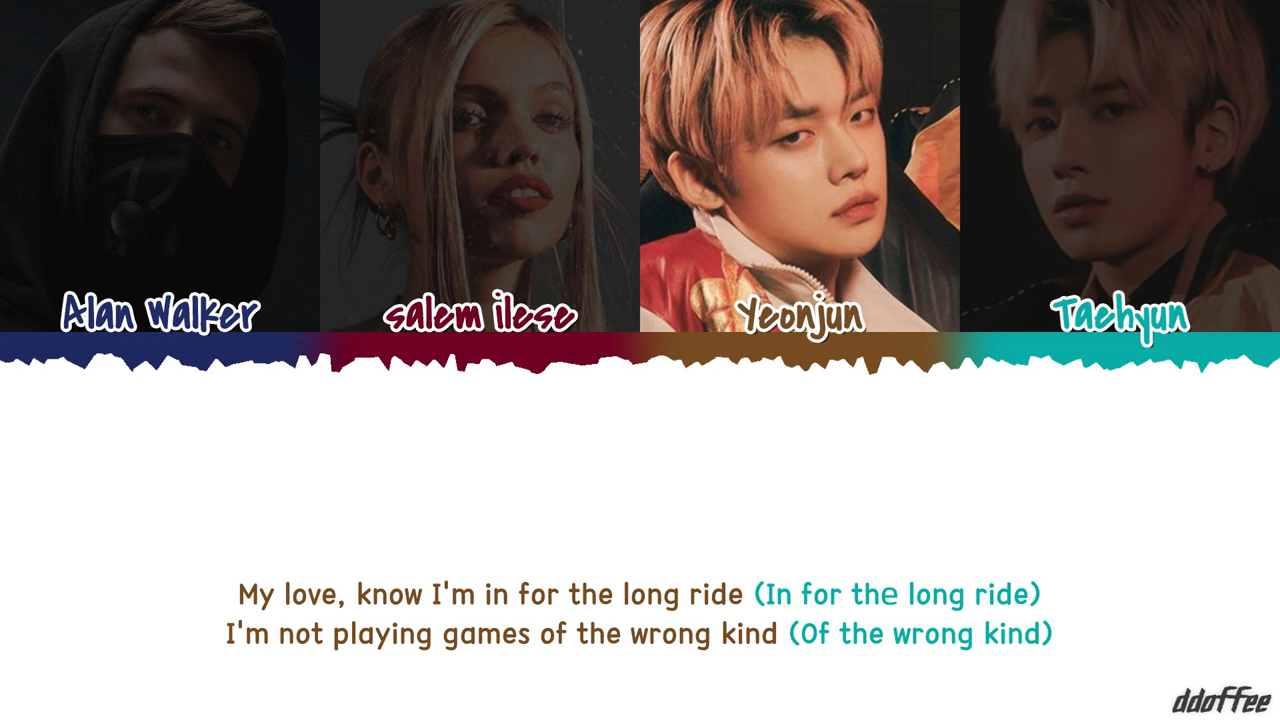 Alan Walker
salem ilese
Yeonjun
Taehyun
My love, know I'm in for the long ride (In for the long ride)
I'm not playing games of the wrong kind (Of the wrong kind)
ddoffee